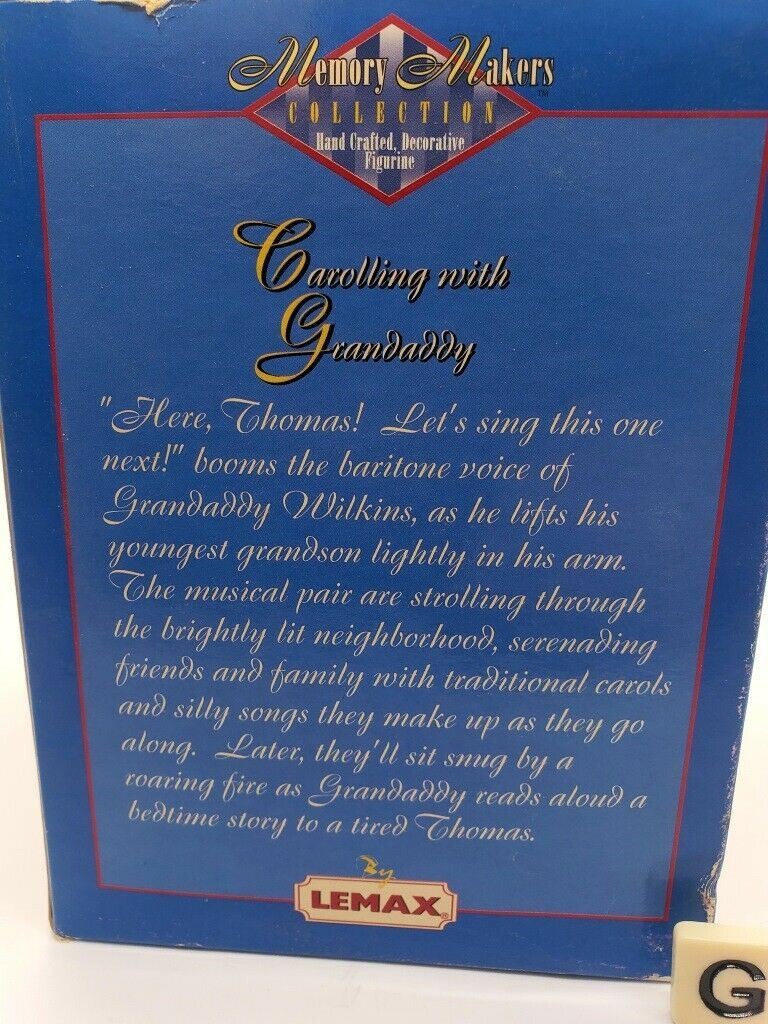 Memory Makers
TM
COLLECTION
Hand Crafted, Decorative
Figurine
Carolling with
Grandaddy
"Here, Thomas! Let's sing this one
next!" booms the baritone voice of
Grandaddy Wilkins, as he lifts his
youngest grandson lightly in his arm.
The musical pair are strolling through
the brightly lit neighborhood, serenading
friends and family with traditional carols
and silly songs they make up as they go
along. Later, they'll sit snug by a
roaring fire as Grandaddy reads aloud a
bedtime story to a tired Thomas.
By
LEMAX®
G